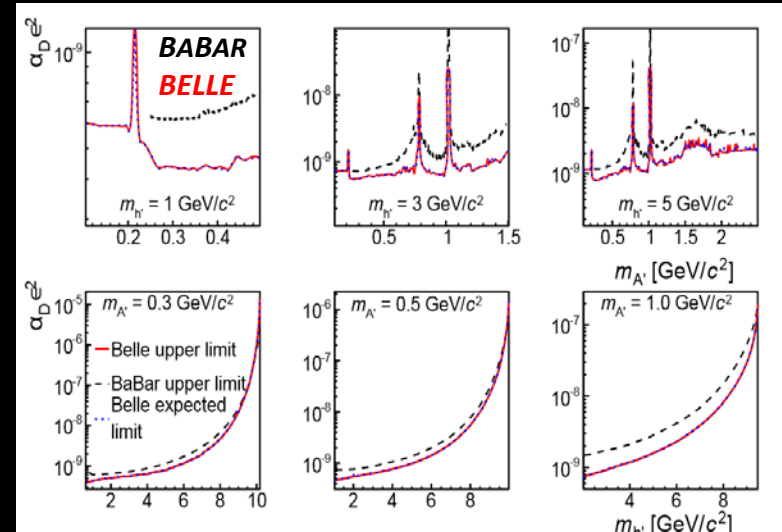 α_D ε²
10⁻⁹
BABAR
BELLE
m_h' = 1 GeV/c²
0.2 0.3 0.4
10⁻⁸
10⁻⁹
m_h' = 3 GeV/c²
0.5 1 1.5
10⁻⁷
10⁻⁸
10⁻⁹
m_h' = 5 GeV/c²
0.5 1 1.5 2
m_A' [GeV/c²]
α_D ε²
10⁻⁵
10⁻⁶
10⁻⁷
10⁻⁸
10⁻⁹
m_A' = 0.3 GeV/c²
Belle upper limit
BaBar upper limit
Belle expected
limit
2 4 6 8 10
10⁻⁶
10⁻⁷
10⁻⁸
10⁻⁹
m_A' = 0.5 GeV/c²
2 4 6 8
10⁻⁷
10⁻⁸
10⁻⁹
m_A' = 1.0 GeV/c²
4 6 8
m_h' [GeV/c²]